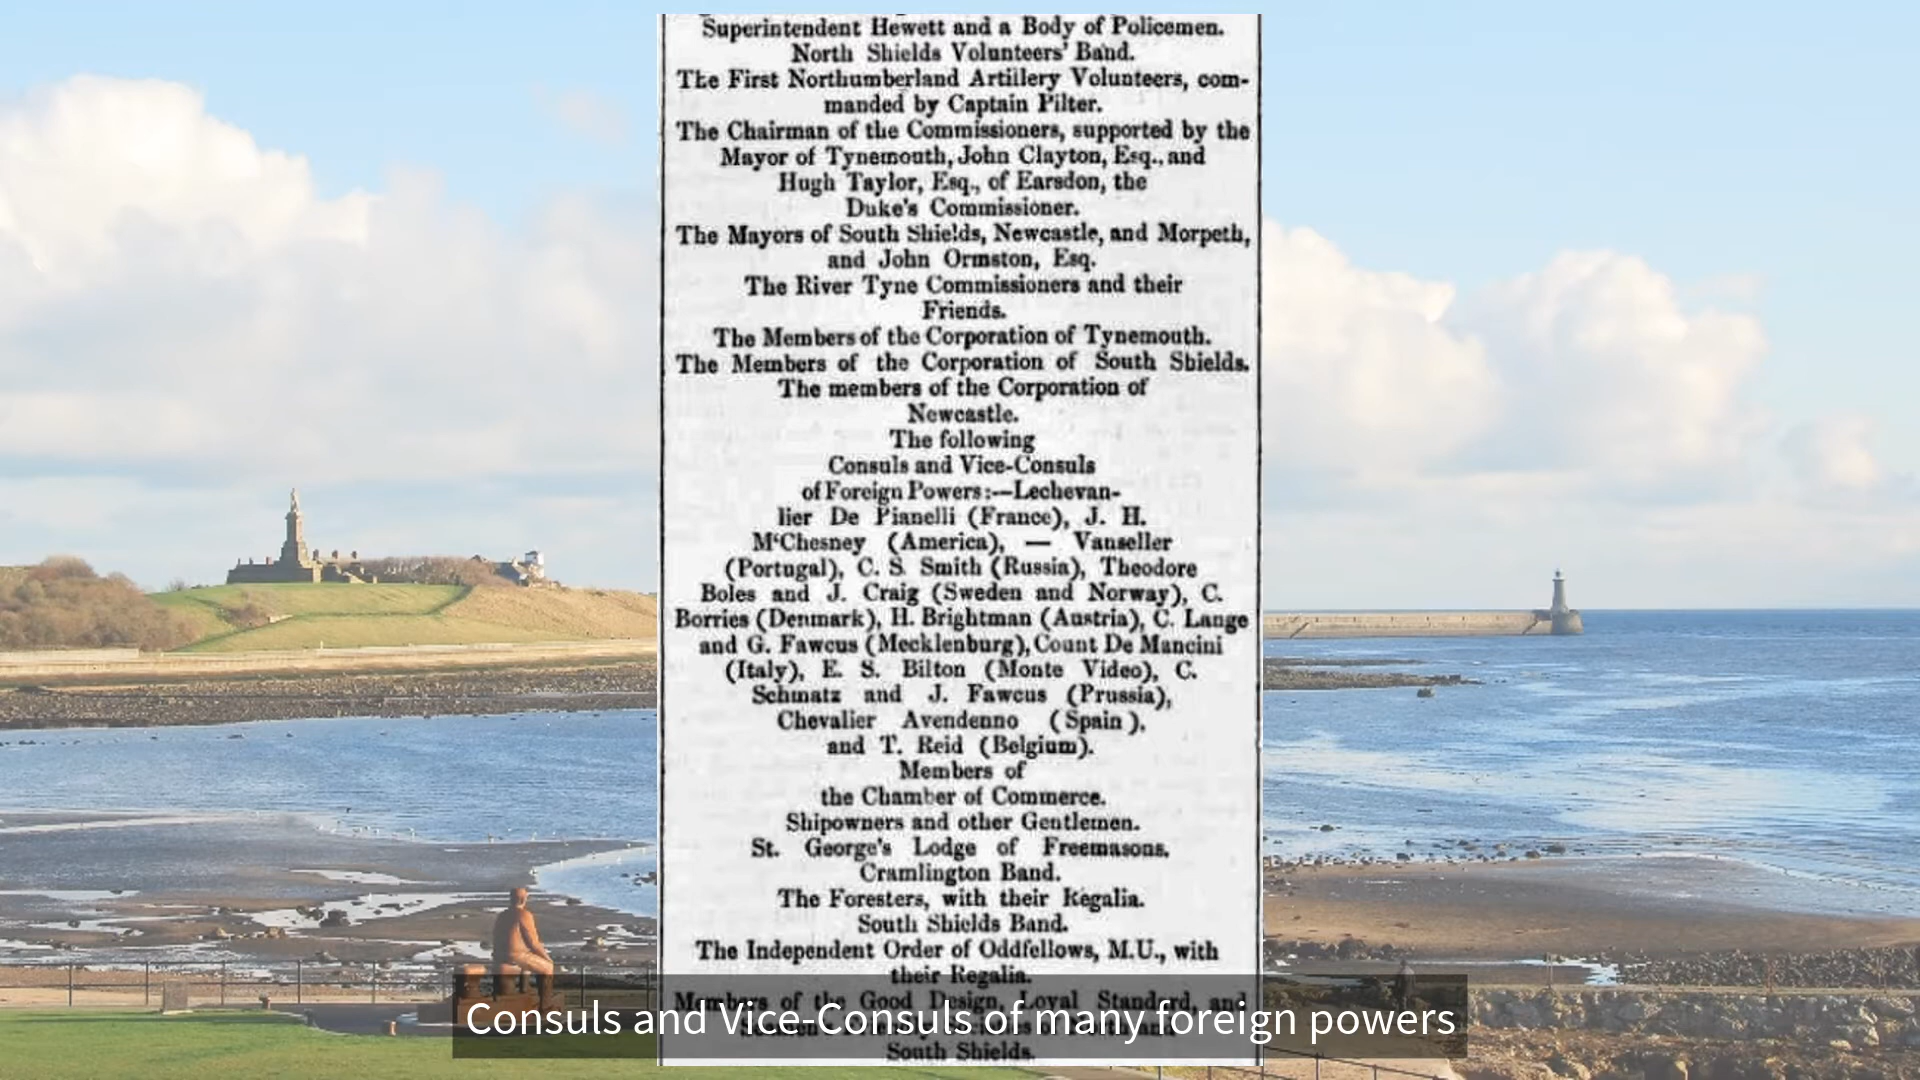 Superintendent Hewett and a Body of Policemen.
North Shields Volunteers' Band.
The First Northumberland Artillery Volunteers, com-
manded by Captain Pilter.
The Chairman of the Commissioners, supported by the
Mayor of Tynemouth, John Clayton, Esq., and
Hugh Taylor, Esq., of Earsdon, the
Duke's Commissioner.
The Mayors of South Shields, Newcastle, and Morpeth,
and John Ormston, Esq.
The River Tyne Commissioners and their
Friends.
The Members of the Corporation of Tynemouth.
The Members of the Corporation of South Shields.
The members of the Corporation of
Newcastle.
The following
Consuls and Vice-Consuls
of Foreign Powers:—Lechevan-
lier De Pianelli (France), J. H.
M'Chesney (America), — Vanseller
(Portugal), C. S. Smith (Russia), Theodore
Boles and J. Craig (Sweden and Norway), C.
Borries (Denmark), H. Brightman (Austria), C. Lange
and G. Fawcus (Mecklenburg), Count De Mancini
(Italy), E. S. Bilton (Monte Video), C.
Schmatz and J. Fawcus (Prussia),
Chevalier Avendenno (Spain),
and T. Reid (Belgium).
Members of
the Chamber of Commerce.
Shipowners and other Gentlemen.
St. George's Lodge of Freemasons.
Cramlington Band.
The Foresters, with their Regalia.
South Shields Band.
The Independent Order of Oddfellows, M.U., with
their Regalia.
Members of the Good Design, Loyal Standard, and
Consuls and Vice-Consuls of many foreign powers
South Shields.